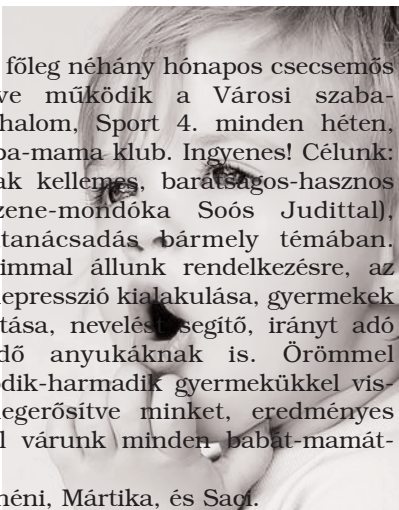 főleg néhány hónapos csecsemős
ve működik a Városi szaba-
halom, Sport 4. minden héten,
ba-mama klub. Ingyenes! Célunk:
ak kellemes, barátságos-hasznos
zene-mondóka Soós Judittal),
tanácsadás bármely témában.
immal állunk rendelkezésre, az
epresszió kialakulása, gyermekek
tása, nevelést segítő, irányt adó
dő anyukáknak is. Örömmel
odik-harmadik gyermekükkel vis-
negerősítve minket, eredményes
l várunk minden babát-mamát-
néni, Mártika, és Saci.